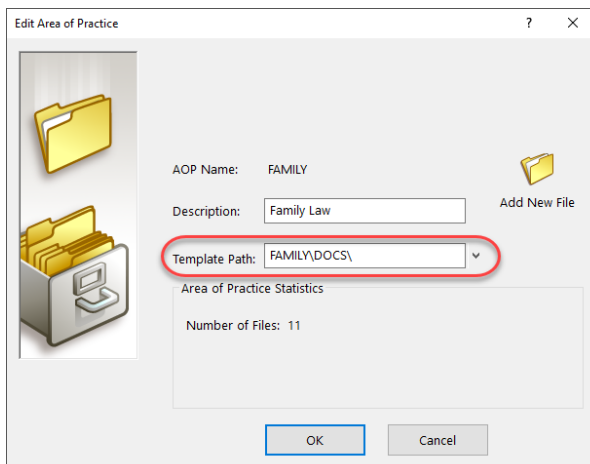 Edit Area of Practice
?
AOP Name: FAMILY
Add New File
Description: Family Law
Template Path: FAMILY\DOCS\
Area of Practice Statistics
Number of Files: 11
OK Cancel